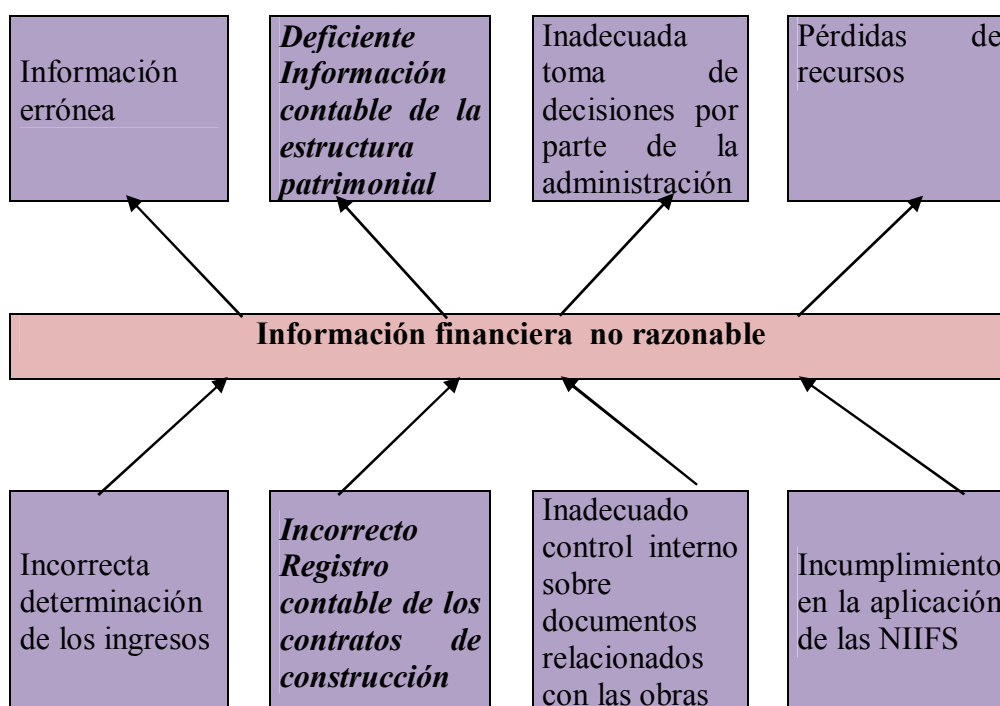 Información
errónea
Deficiente
Información
contable de la
estructura
patrimonial
Inadecuada
toma de
decisiones por
parte de la
administración
Pérdidas de
recursos
Información financiera no razonable
Incorrecta
determinación
de los ingresos
Incorrecto
Registro
contable de los
contratos de
construcción
Inadecuado
control interno
sobre
documentos
relacionados
con las obras
Incumplimiento
en la aplicación
de las NIIFS